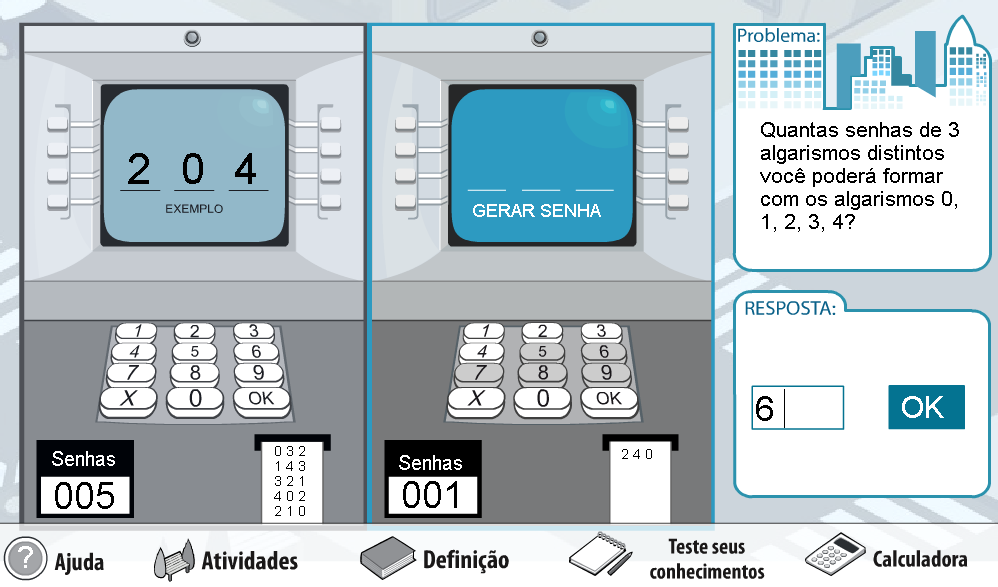 2 0 4
EXEMPLO
1 2 3
4 5 6
7 8 9
X 0 OK
Senhas
005
0 3 2
1 4 3
3 2 1
4 0 2
2 1 0
GERAR SENHA
1 2 3
4 5 6
7 8 9
X 0 OK
Senhas
001
2 4 0
Problema:
Quantas senhas de 3
algarismos distintos
você poderá formar
com os algarismos 0,
1, 2, 3, 4?
RESPOSTA:
6
OK
? Ajuda
Atividades
Definição
Teste seus
conhecimentos
Calculadora